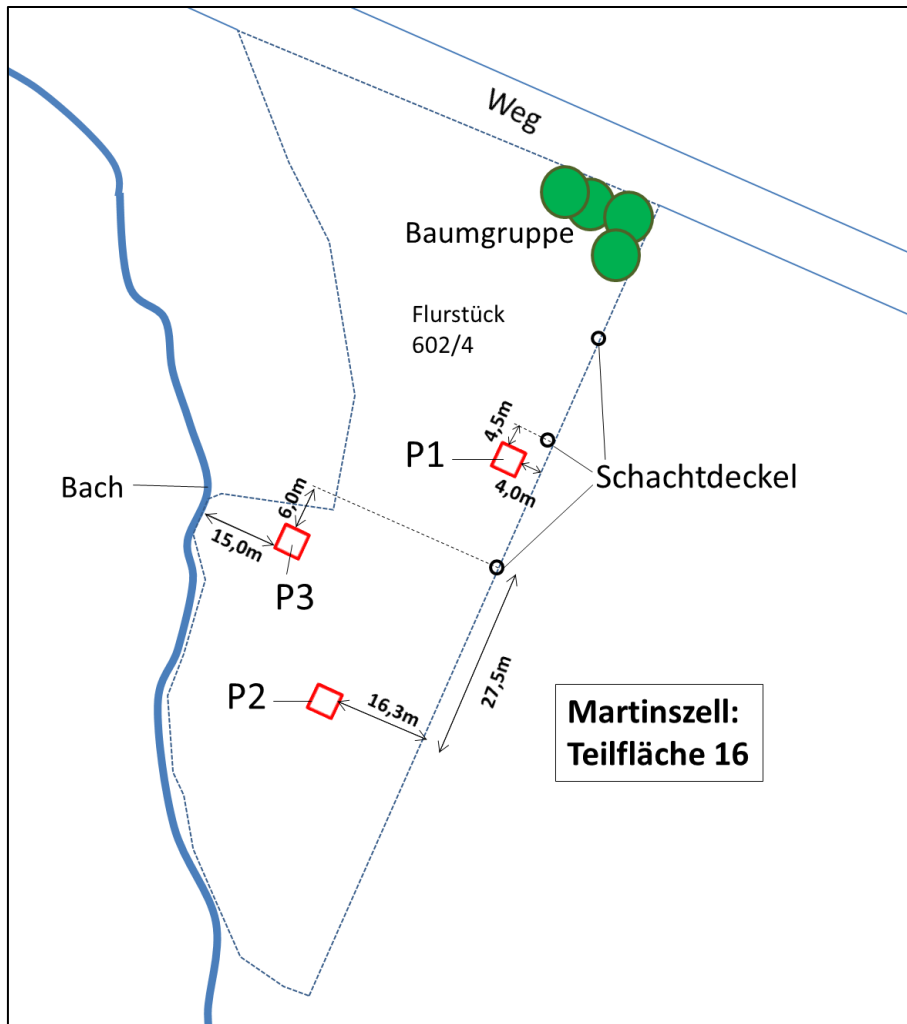 Weg
Baumgruppe
Flurstück
602/4
4,5m
P1
4,0m
Schachtdeckel
Bach
6,0m
15,0m
P3
27,5m
P2
16,3m
Martinszell:
Teilfläche 16